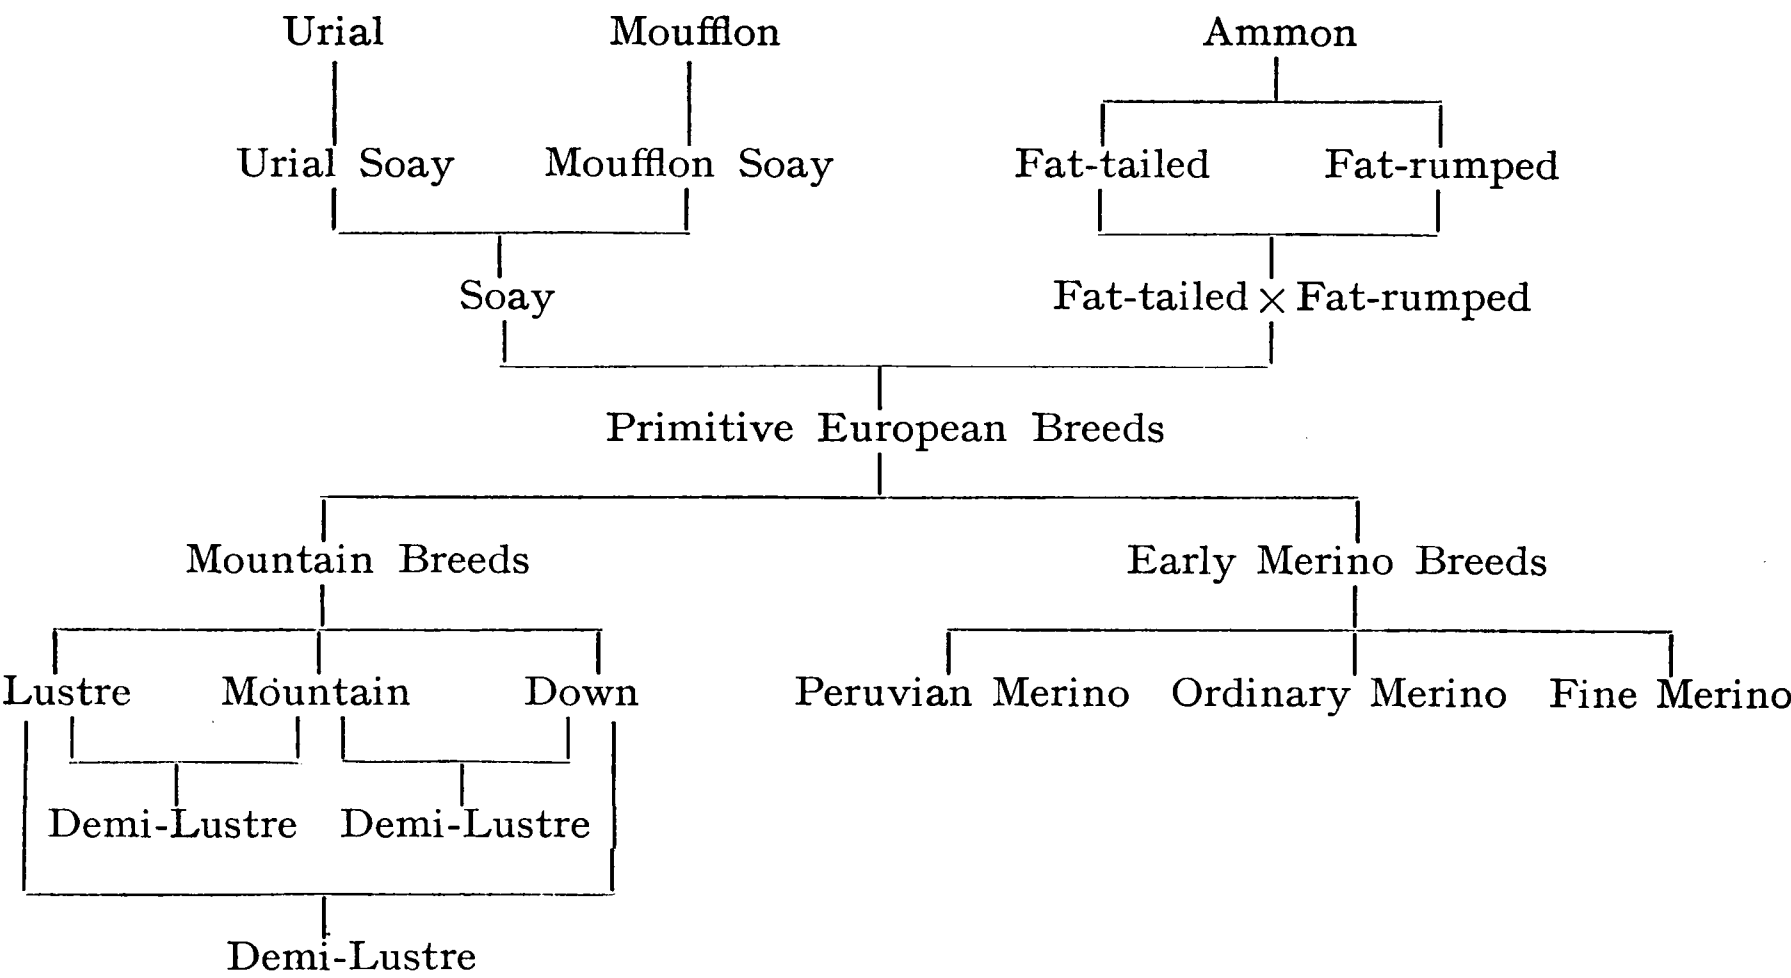 Urial Moufflon Ammon
Urial Soay Moufflon Soay Fat-tailed Fat-rumped
Soay Fat-tailed × Fat-rumped
Primitive European Breeds
Mountain Breeds Early Merino Breeds
Lustre Mountain Down Peruvian Merino Ordinary Merino Fine Merino
Demi-Lustre Demi-Lustre
Demi-Lustre